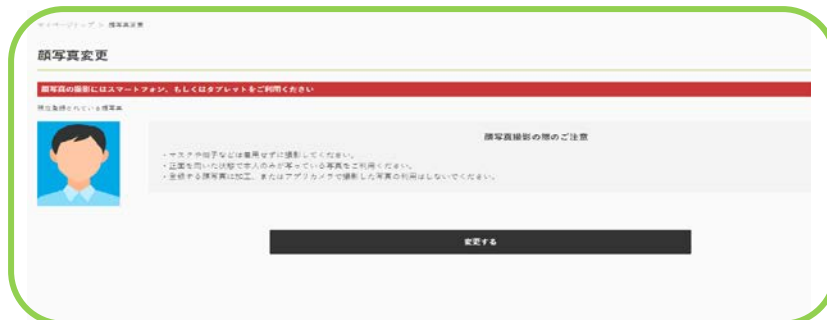 マイページトップ > 顔写真変更
顔写真変更
顔写真の撮影にはスマートフォン、もしくはタブレットをご利用ください
現在登録されている顔写真
顔写真撮影の際のご注意
・マスクや帽子などは着用せずに撮影してください。
・正面を向いた状態で本人のみが写っている写真をご利用ください。
・登録する顔写真は加工、またはアプリカメラで撮影した写真の利用はしないでください。
変更する